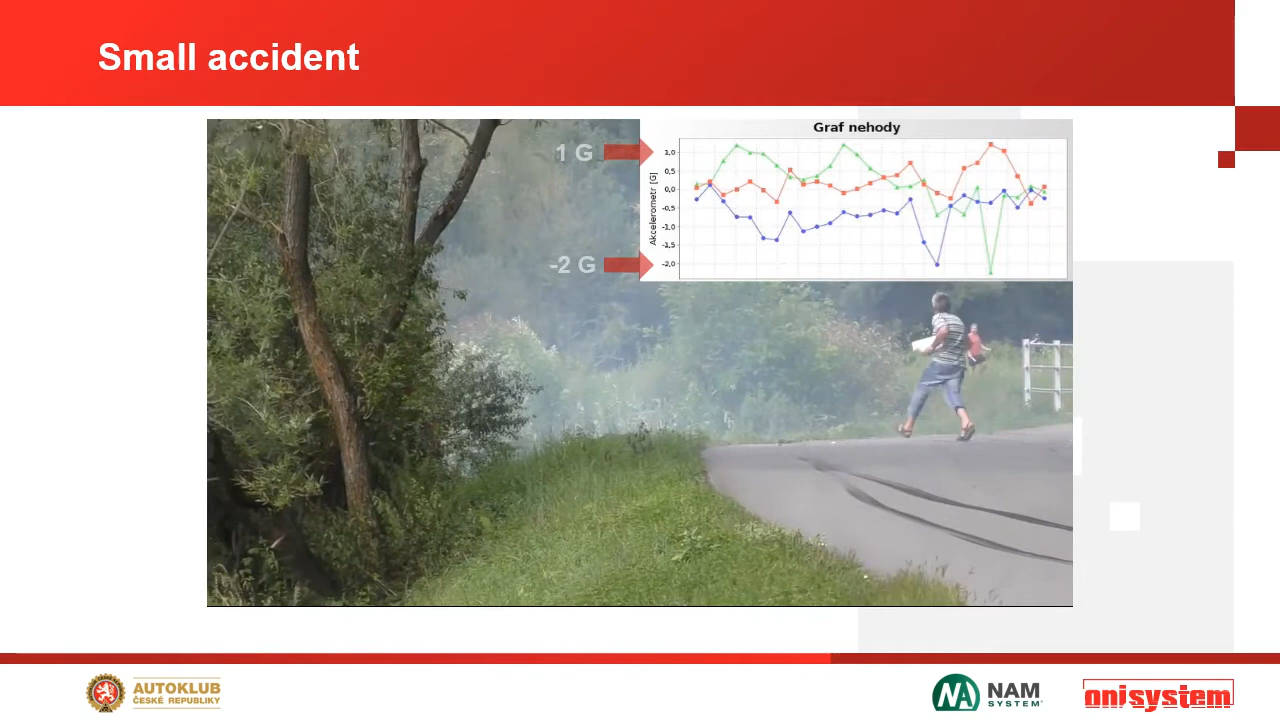 Small accident
Graf nehody
1 G
-2 G
Akcelerometr [G]
1,0
0,5
0,0
-0,5
-1,0
-1,5
-2,0
AUTOKLUB
ČESKÉ REPUBLIKY
NAM
SYSTEM
onisystem